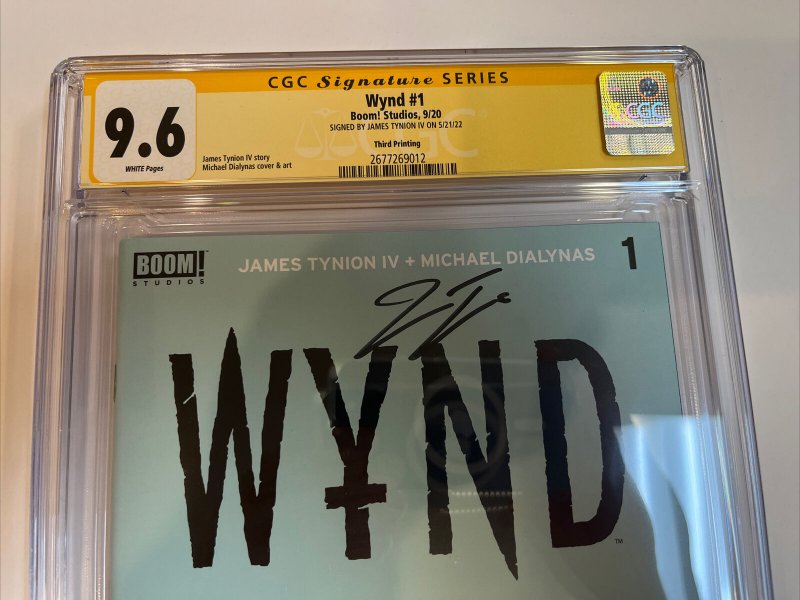 CGC Signature SERIES
Wynd #1
Boom! Studios, 9/20
SIGNED BY JAMES TYNION IV ON 5/21/22
Third Printing
2677269012
9.6
WHITE Pages
James Tynion IV story
Michael Dialynas cover & art
CGC
BOOM!™
STUDIOS
JAMES TYNION IV + MICHAEL DIALYNAS
1
WYND™